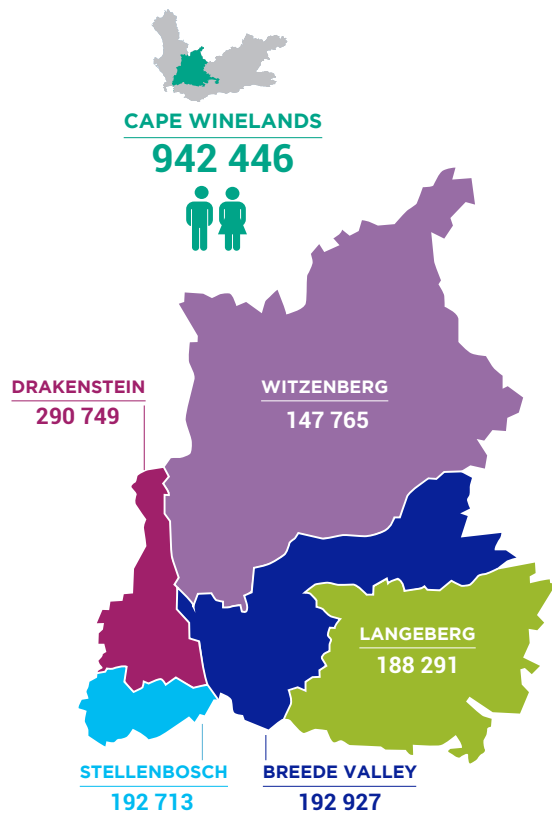 CAPE WINELANDS
942 446
DRAKENSTEIN
290 749
WITZENBERG
147 765
LANGEBERG
188 291
STELLENBOSCH
192 713
BREEDE VALLEY
192 927